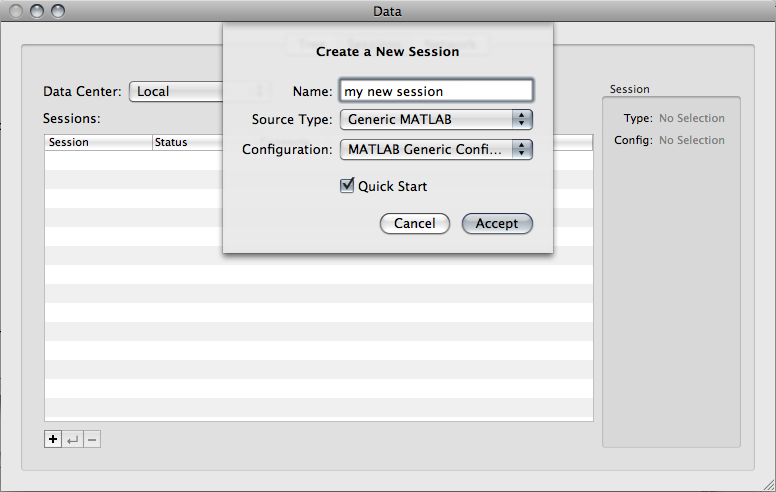 Data
Create a New Session
Data Center: Local
Name: my new session
Session
Sessions:
Source Type: Generic MATLAB
Type: No Selection
Session Status
Configuration: MATLAB Generic Confi...
Config: No Selection
Quick Start
Cancel Accept